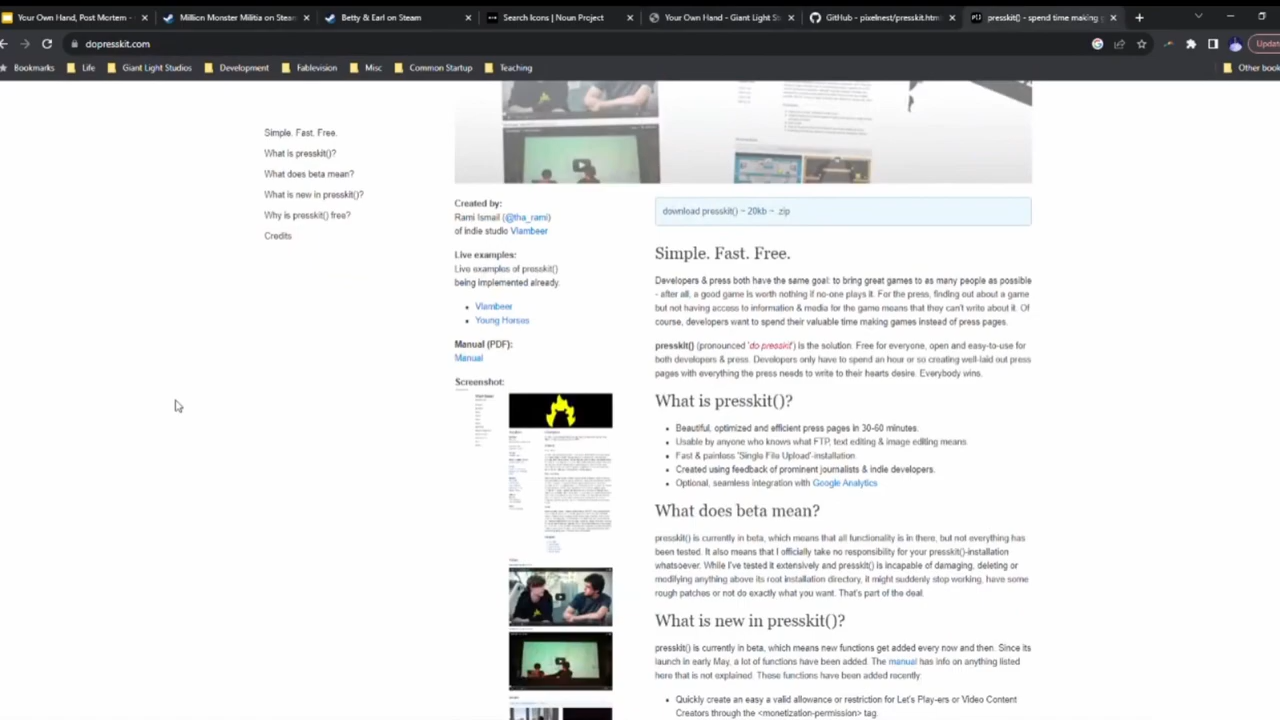 Your Own Hand, Post Mortem -
Million Monster Militia on Steam
Betty & Earl on Steam
Search Icons | Noun Project
Your Own Hand - Giant Light St
GitHub - pixelnest/presskit.htm
presskit() - spend time making g
dopresskit.com
Update
Bookmarks
Life
Giant Light Studios
Development
Fablevision
Misc
Common Startup
Teaching
Other book
Simple. Fast. Free.
What is presskit()?
What does beta mean?
What is new in presskit()?
Why is presskit() free?
Credits
Created by:
Rami Ismail (@tha_rami)
of indie studio Vlambeer
Live examples:
Live examples of presskit()
being implemented already.
Vlambeer
Young Horses
Manual (PDF):
Manual
Screenshot:
download presskit() ~ 20kb ~ .zip
Simple. Fast. Free.
Developers & press both have the same goal: to bring great games to as many people as possible
- after all, a good game is worth nothing if no-one plays it. For the press, finding out about a game
but not having access to information & media for the game means that they can't write about it. Of
course, developers want to spend their valuable time making games instead of press pages.
presskit() (pronounced 'do presskit') is the solution. Free for everyone, open and easy-to-use for
both developers & press. Developers only have to spend an hour or so creating well-laid out press
pages with everything the press needs to write to their hearts desire. Everybody wins.
What is presskit()?
Beautiful, optimized and efficient press pages in 30-60 minutes.
Usable by anyone who knows what FTP, text editing & image editing means.
Fast & painless 'Single File Upload'-installation.
Created using feedback of prominent journalists & indie developers.
Optional, seamless integration with Google Analytics
What does beta mean?
presskit() is currently in beta, which means that all functionality is in there, but not everything has
been tested. It also means that I officially take no responsibility for your presskit()-installation
whatsoever. While I've tested it extensively and presskit() is incapable of damaging, deleting or
modifying anything above its root installation directory, it might suddenly stop working, have some
rough patches or not do exactly what you want. That's part of the deal.
What is new in presskit()?
presskit() is currently in beta, which means new functions get added every now and then. Since its
launch in early May, a lot of functions have been added. The manual has info on anything listed
here that is not explained. These functions have been added recently:
Quickly create an easy a valid allowance or restriction for Let's Play-ers or Video Content
Creators through the <monetization-permission> tag.